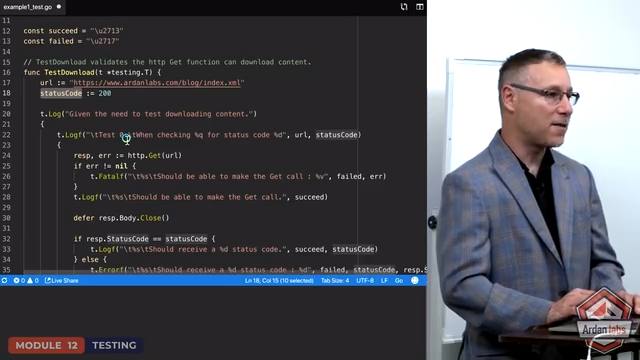 example1_test.go
11
12 const succeed = "\u2713"
13 const failed = "\u2717"
14
15 // TestDownload validates the http Get function can download content.
16 func TestDownload(t *testing.T) {
17 url := "https://www.ardanlabs.com/blog/index.xml"
18 statusCode := 200
19
20 t.Log("Given the need to test downloading content.")
21 {
22 t.Logf("\tTest 0:\tWhen checking %q for status code %d", url, statusCode)
23 {
24 resp, err := http.Get(url)
25 if err != nil {
26 t.Fatalf("\t%s\tShould be able to make the Get call : %v", failed, err)
27 }
28 t.Logf("\t%s\tShould be able to make the Get call.", succeed)
29
30 defer resp.Body.Close()
31
32 if resp.StatusCode == statusCode {
33 t.Logf("\t%s\tShould receive a %d status code.", succeed, statusCode)
34 } else {
35 t.Errorf("\t%s\tShould receive a %d status code : %d", failed, statusCode, resp.S
0 0 Live Share Ln 18, Col 15 (10 selected) Tab Size: 4 UTF-8 LF Go
MODULE 12 TESTING
Ardan labs